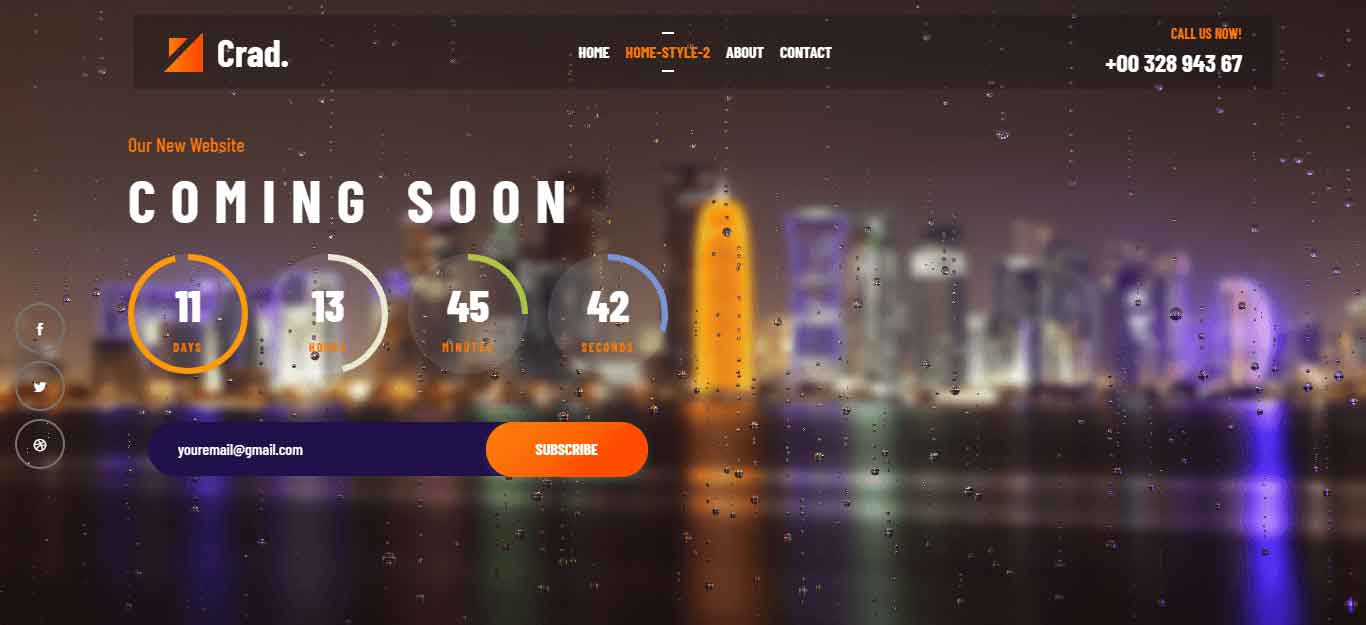 Crad.
HOME HOME-STYLE-2 ABOUT CONTACT
CALL US NOW!
+00 328 943 67
Our New Website
COMING SOON
11 13 45 42
DAYS HOURS MINUTES SECONDS
youremail@gmail.com SUBSCRIBE